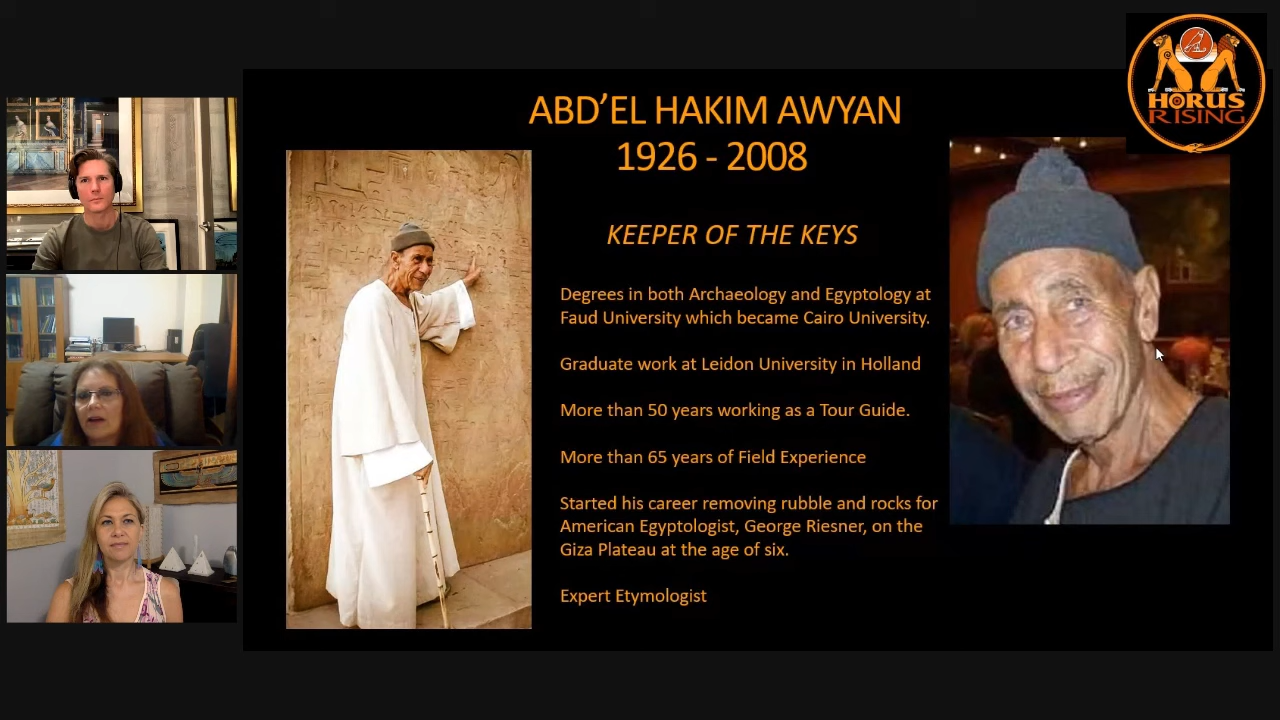 ABD'EL HAKIM AWYAN
1926 - 2008
KEEPER OF THE KEYS
Degrees in both Archaeology and Egyptology at
Faud University which became Cairo University.
Graduate work at Leidon University in Holland
More than 50 years working as a Tour Guide.
More than 65 years of Field Experience
Started his career removing rubble and rocks for
American Egyptologist, George Riesner, on the
Giza Plateau at the age of six.
Expert Etymologist
HORUS
RISING